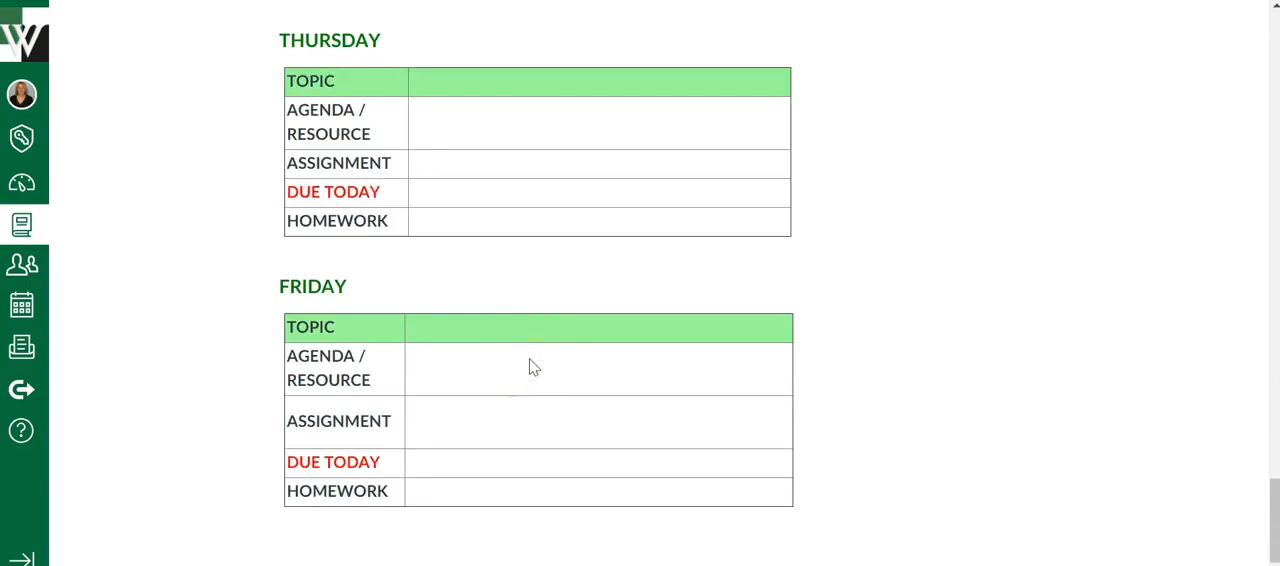 W
THURSDAY
TOPIC
AGENDA /
RESOURCE
ASSIGNMENT
DUE TODAY
HOMEWORK
FRIDAY
TOPIC
AGENDA /
RESOURCE
ASSIGNMENT
DUE TODAY
HOMEWORK